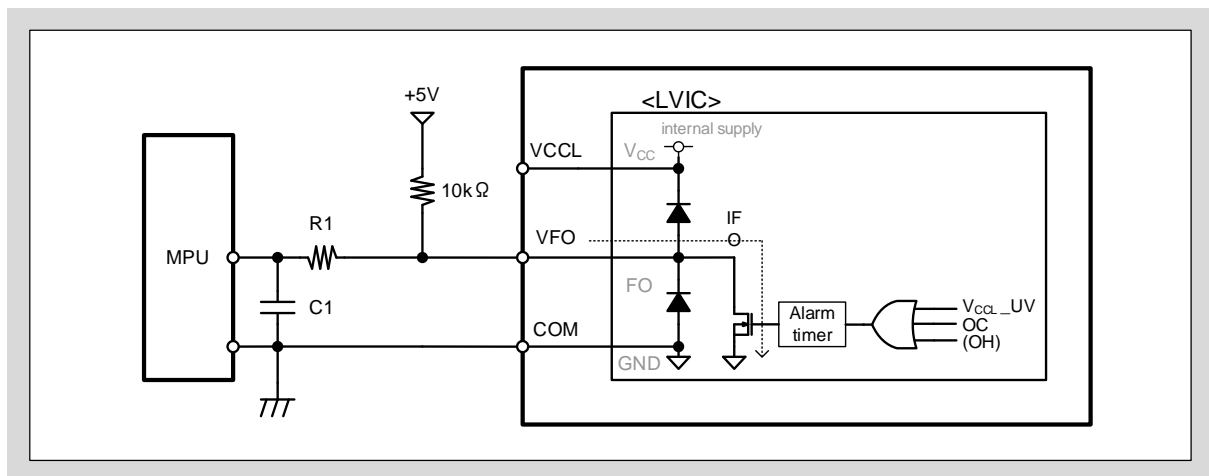 <LVIC>
+5V
internal supply
VCCL
VCC
10kΩ
R1
IF
VFO
MPU
FO
Alarm
timer
VCCL_UV
OC
(OH)
C1
COM
GND